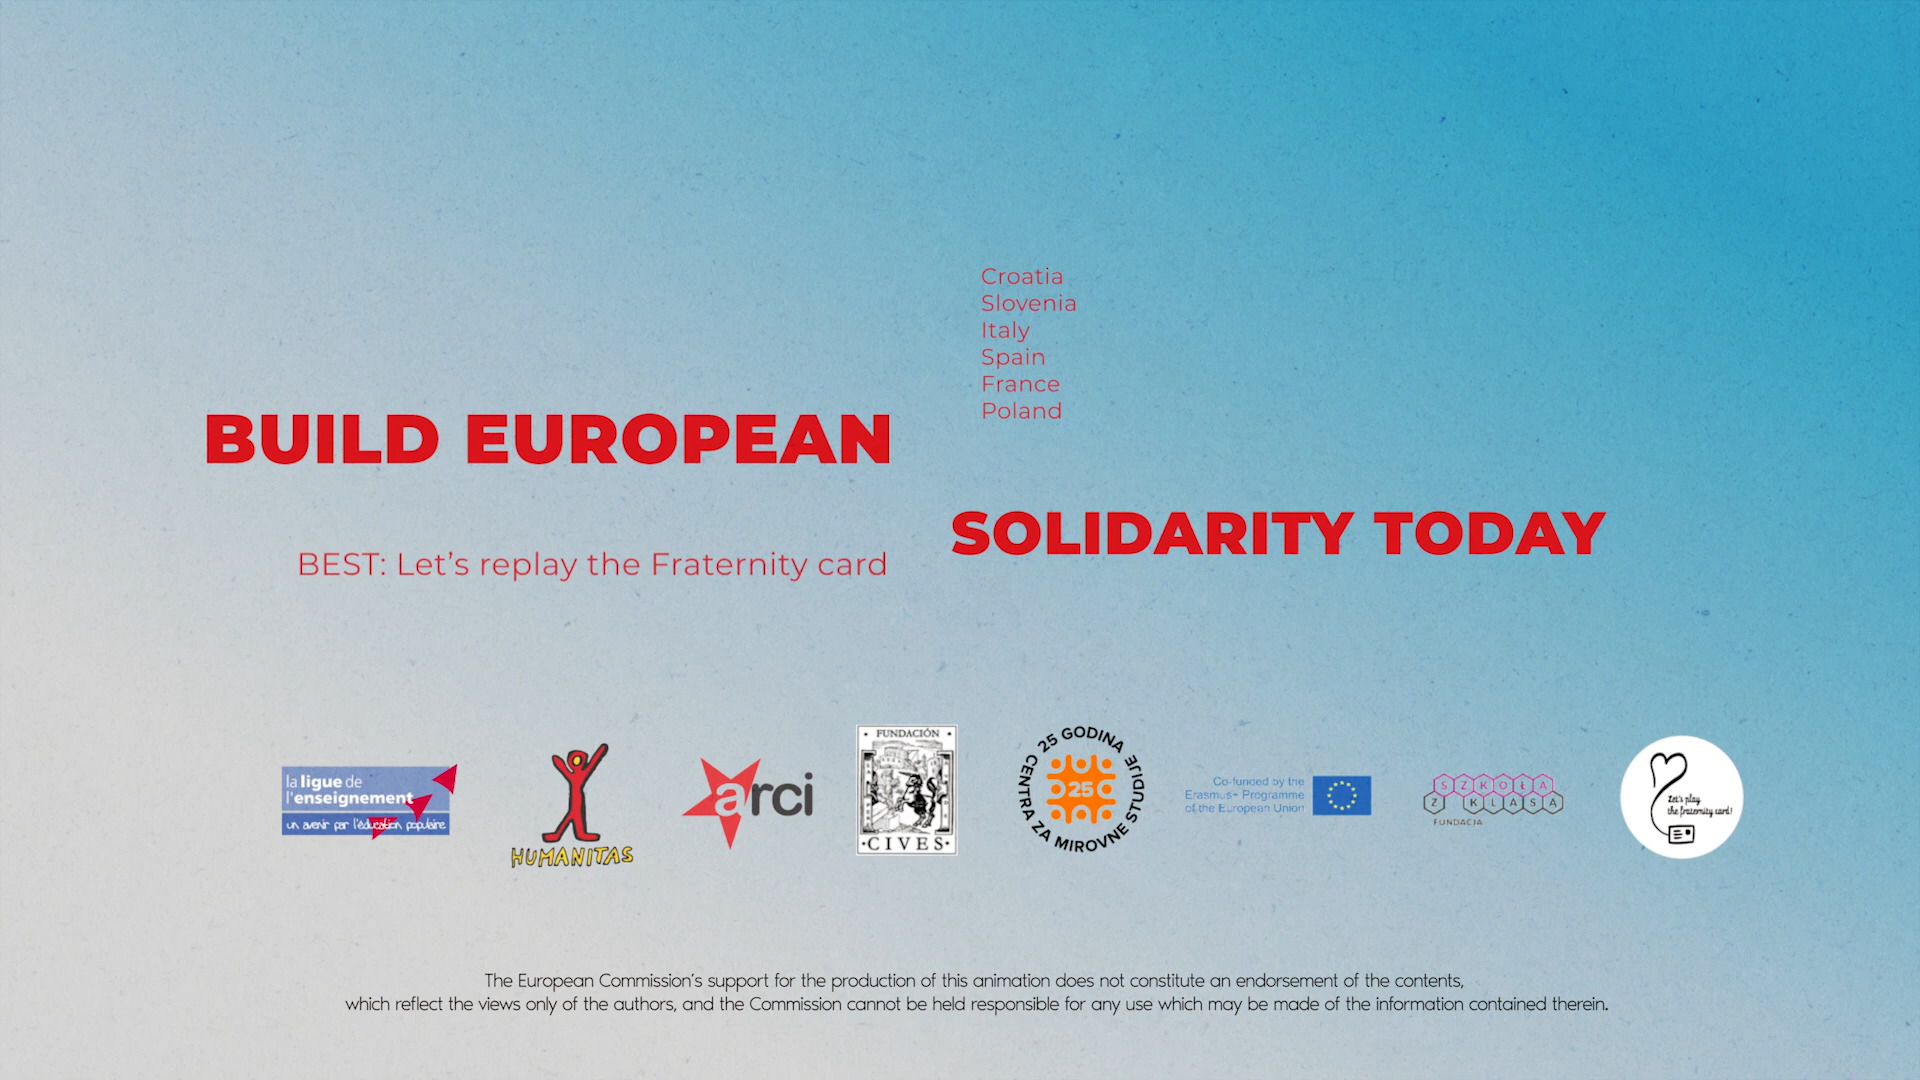 Croatia
Slovenia
Italy
Spain
France
Poland
BUILD EUROPEAN
SOLIDARITY TODAY
BEST: Let’s replay the Fraternity card
la ligue de
l'enseignement
un avenir par l'éducation populaire
HUMANITAS
arci
• FUNDACIÓN •
•CIVES•
25 GODINA
CENTRA ZA MIROVNE STUDIJE
25
Co-funded by the
Erasmus+ Programme
of the European Union
SZKOŁA
Z KLASĄ
FUNDACJA
Let's play
the fraternity card!
The European Commission’s support for the production of this animation does not constitute an endorsement of the contents,
which reflect the views only of the authors, and the Commission cannot be held responsible for any use which may be made of the information contained therein.